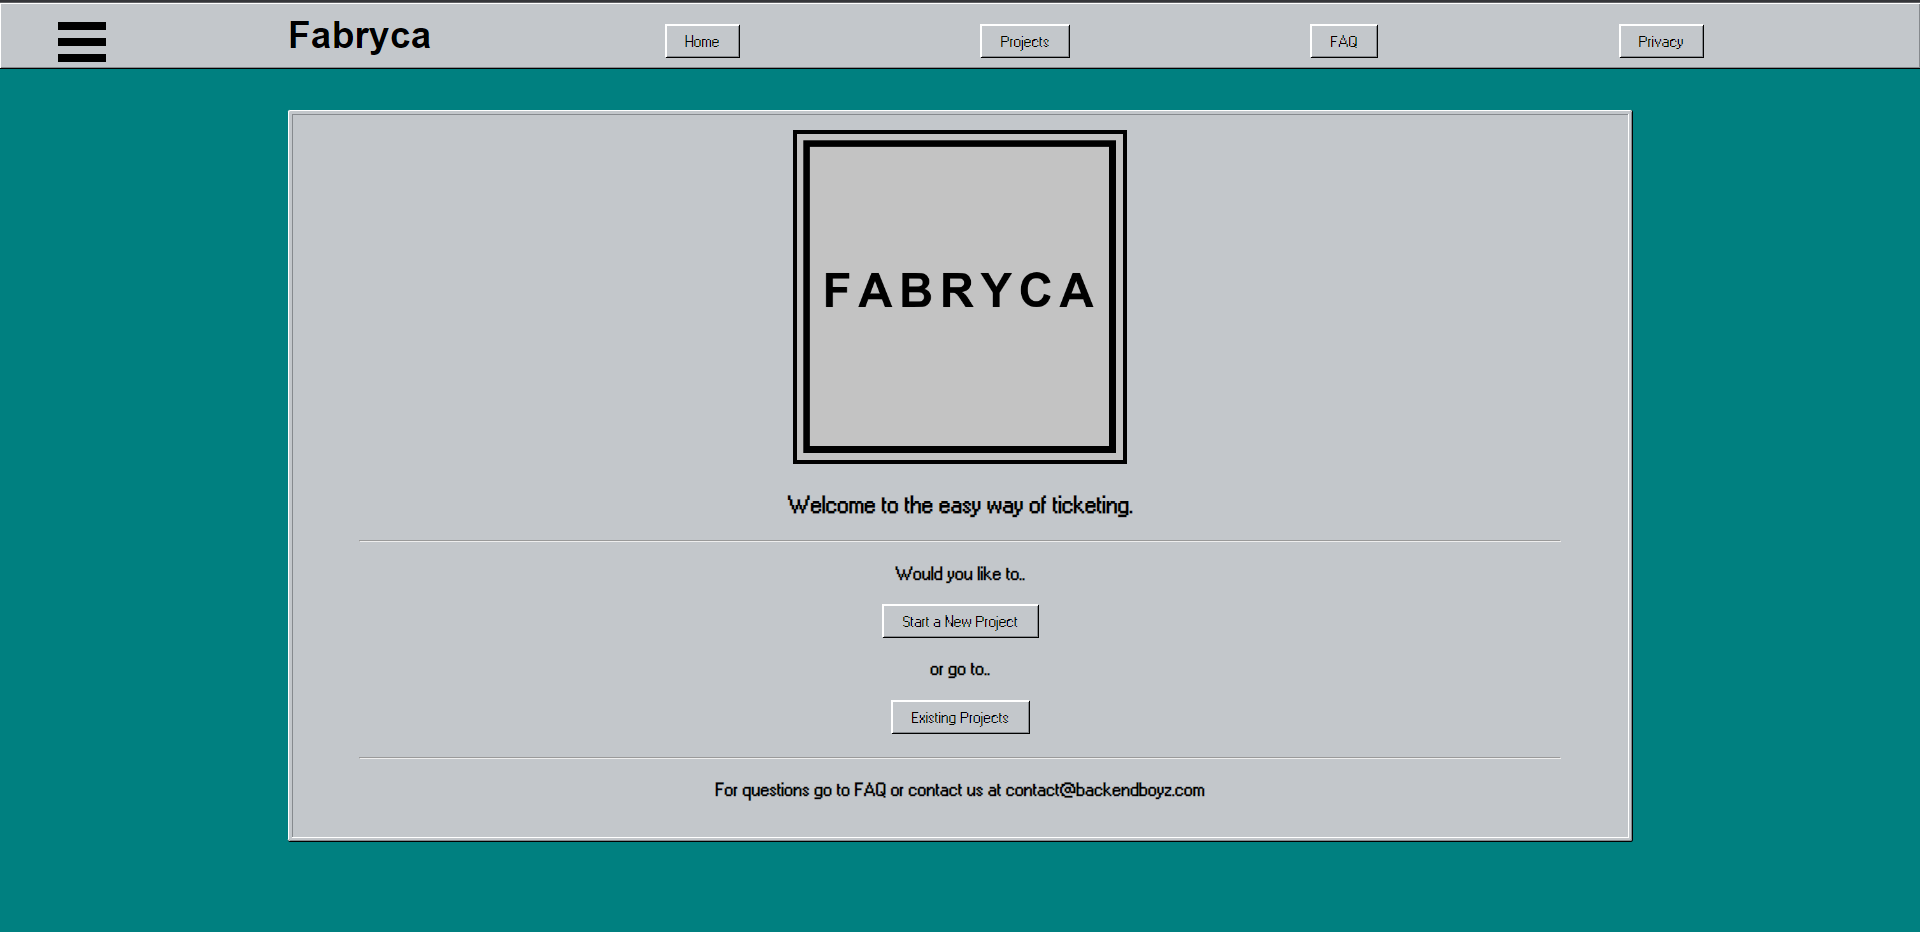 Fabryca
Home
Projects
FAQ
Privacy
FABRYCA
Welcome to the easy way of ticketing.
Would you like to..
Start a New Project
or go to..
Existing Projects
For questions go to FAQ or contact us at contact@backendboyz.com